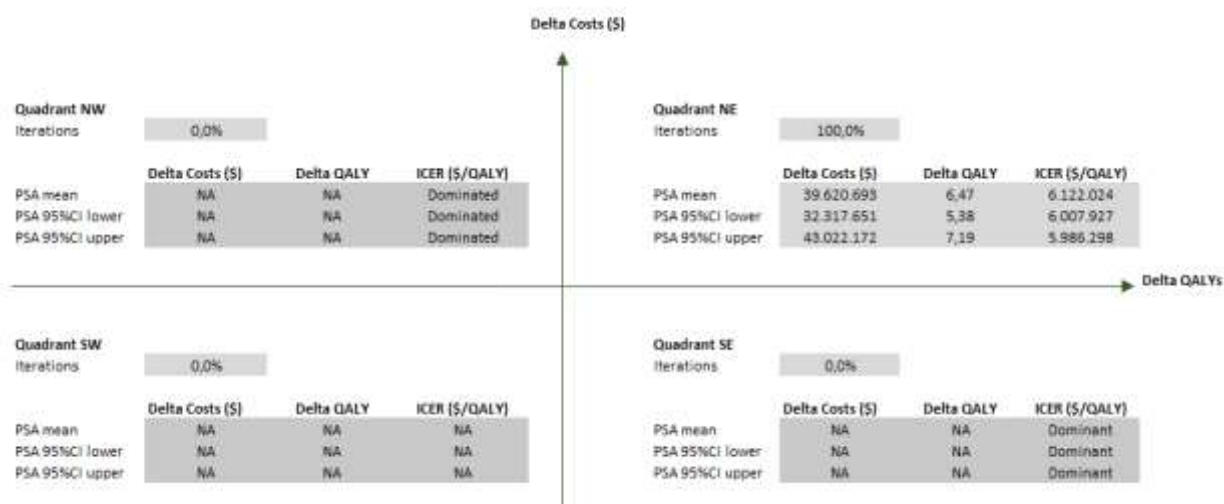 Delta Costs ($)
Quadrant NW
Iterations 0,0%
Delta Costs ($) Delta QALY ICER ($/QALY)
PSA mean NA NA Dominated
PSA 95%CI lower NA NA Dominated
PSA 95%CI upper NA NA Dominated
Quadrant NE
Iterations 100,0%
Delta Costs ($) Delta QALY ICER ($/QALY)
PSA mean 39.620.693 6,47 6.122.024
PSA 95%CI lower 32.317.651 5,38 6.007.927
PSA 95%CI upper 43.022.172 7,19 5.986.298
Delta QALYs
Quadrant SW
Iterations 0,0%
Delta Costs ($) Delta QALY ICER ($/QALY)
PSA mean NA NA NA
PSA 95%CI lower NA NA NA
PSA 95%CI upper NA NA NA
Quadrant SE
Iterations 0,0%
Delta Costs ($) Delta QALY ICER ($/QALY)
PSA mean NA NA Dominant
PSA 95%CI lower NA NA Dominant
PSA 95%CI upper NA NA Dominant